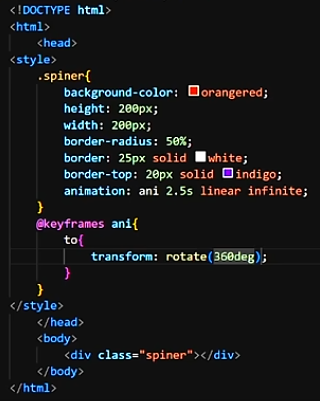 <!DOCTYPE html>
<html>
<head>
<style>
.spiner{
background-color: orangered;
height: 200px;
width: 200px;
border-radius: 50%;
border: 25px solid white;
border-top: 20px solid indigo;
animation: ani 2.5s linear infinite;
}
@keyframes ani{
to{
transform: rotate(360deg);
}
}
</style>
</head>
<body>
<div class="spiner"></div>
</body>
</html>